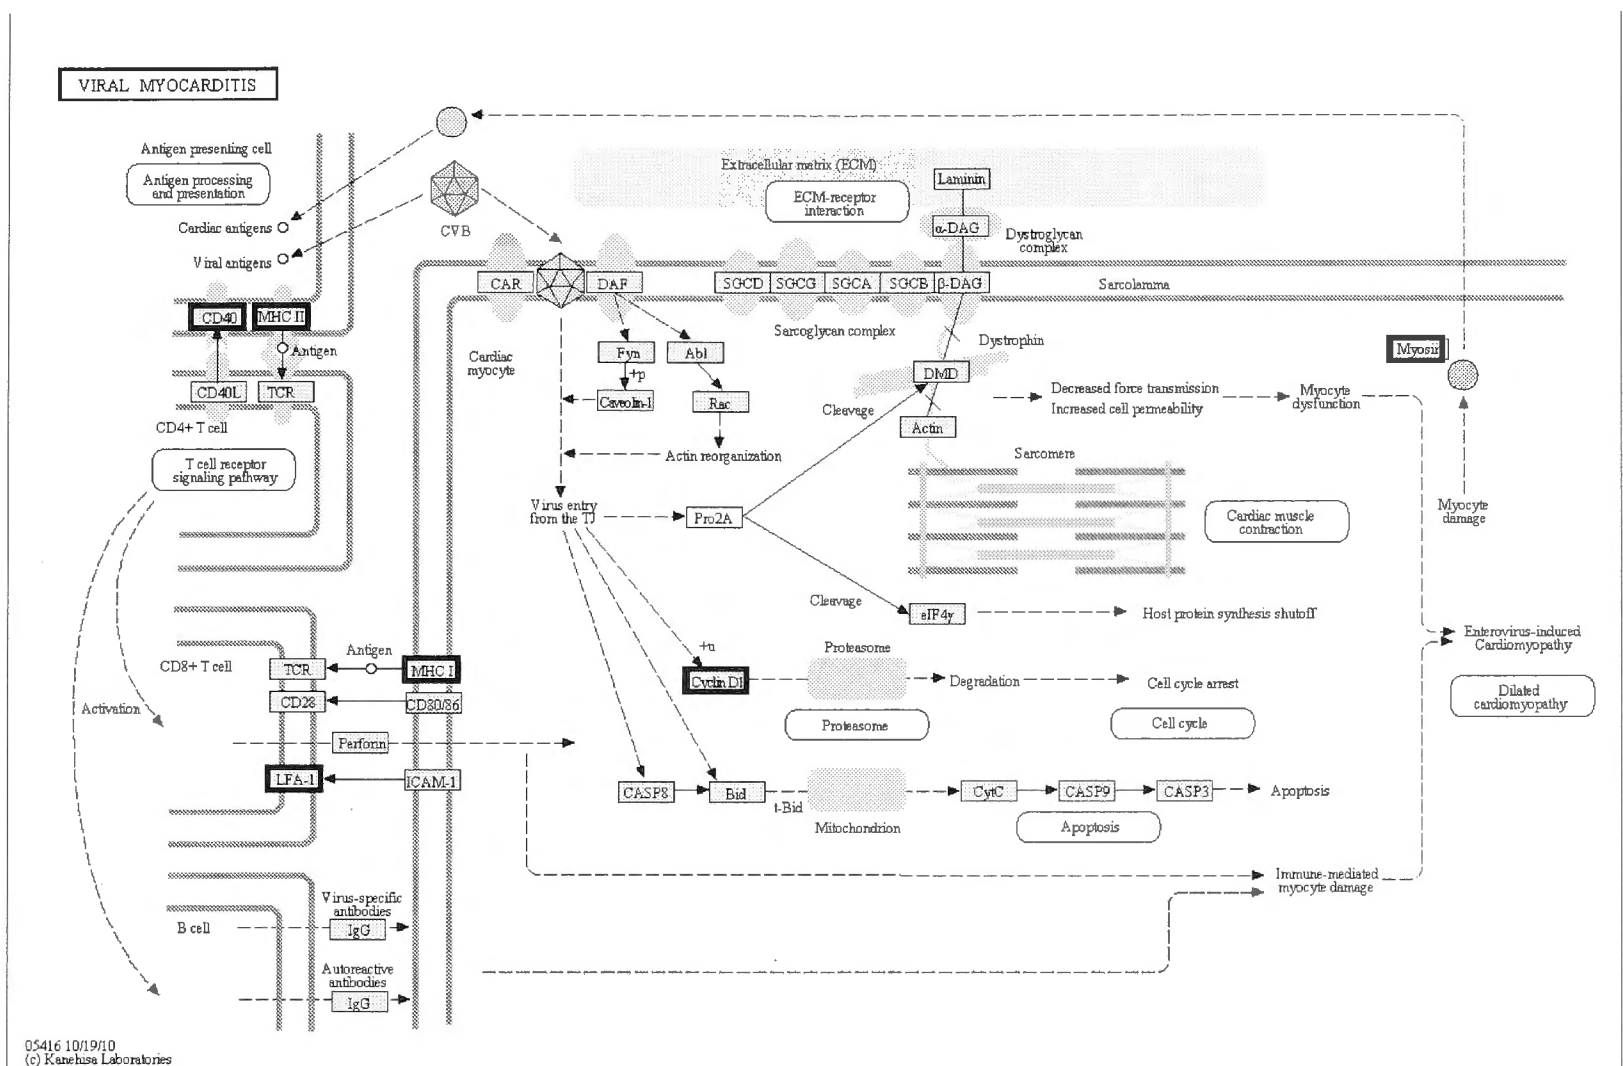 VIRAL MYOCARDITIS
Antigen presenting cell
Antigen processing
and presentation
Cardiac antigens
Viral antigens
CVB
Extracellular matrix (ECM)
ECM-receptor
interaction
Laminin
α-DAG
Dystroglycan
complex
CAR
DAF
SGCD
SGCG
SGCA
SGCB
β-DAG
Sarcolamma
Sarcoglycan complex
CD40
MHC II
Antigen
CD40L
TCR
CD4+ T cell
T cell receptor
signaling pathway
Cardiac
myocyte
Fyn
Abl
+p
Caveolin-1
Rac
Actin reorganization
Dystrophin
DMD
Cleavage
Actin
Decreased force transmission
Increased cell permeability
Myocyte
dysfunction
Myosin
Sarcomere
Virus entry
from the TJ
Pro2A
Cardiac muscle
contraction
Myocyte
damage
Cleavage
eIF4γ
Host protein synthesis shutoff
Enterovirus-induced
Cardiomyopathy
Dilated
cardiomyopathy
CD8+ T cell
TCR
Antigen
MHC I
CD28
CD80/86
Activation
Perforin
LFA-1
ICAM-1
+u
Cyclin D1
Proteasome
Degradation
Cell cycle arrest
Proteasome
Cell cycle
CASP8
Bid
t-Bid
Mitochondrion
CytC
CASP9
CASP3
Apoptosis
Apoptosis
Immune-mediated
myocyte damage
Virus-specific
antibodies
B cell
IgG
Autoreactive
antibodies
IgG
05416 10/19/10
(c) Kanehisa Laboratories